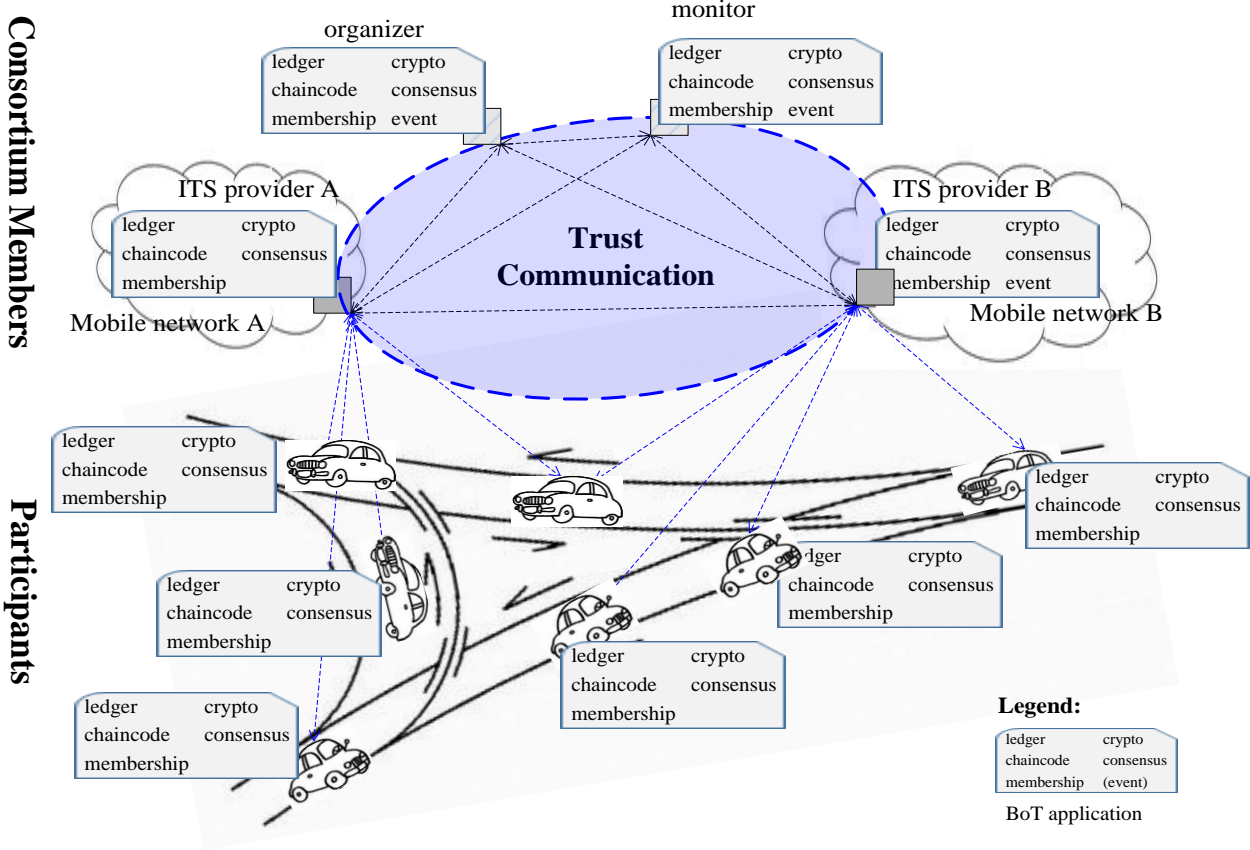 Consortium Members
Participants
organizer
ledger crypto
chaincode consensus
membership event
monitor
ledger crypto
chaincode consensus
membership event
ITS provider A
ledger crypto
chaincode consensus
membership
Mobile network A
Trust
Communication
ITS provider B
ledger crypto
chaincode consensus
nembership event
Mobile network B
ledger crypto
chaincode consensus
membership
ledger crypto
chaincode consensus
membership
dger crypto
chaincode consensus
membership
ledger crypto
chaincode consensus
membership
ledger crypto
chaincode consensus
membership
ledger crypto
chaincode consensus
membership
Legend:
ledger crypto
chaincode consensus
membership (event)
BoT application